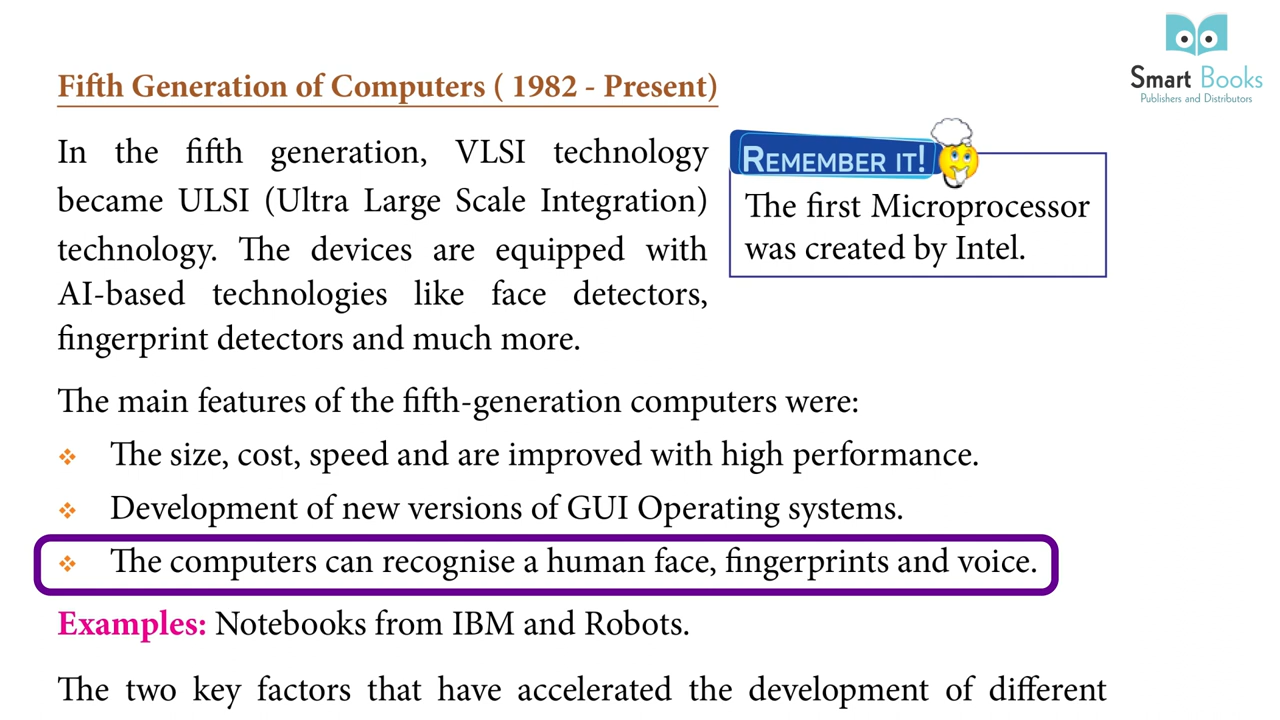 Smart Books
Publishers and Distributors
Fifth Generation of Computers ( 1982 - Present)
In the fifth generation, VLSI technology
became ULSI (Ultra Large Scale Integration)
technology. The devices are equipped with
AI-based technologies like face detectors,
fingerprint detectors and much more.
REMEMBER IT!
The first Microprocessor
was created by Intel.
The main features of the fifth-generation computers were:
❖ The size, cost, speed and are improved with high performance.
❖ Development of new versions of GUI Operating systems.
❖ The computers can recognise a human face, fingerprints and voice.
Examples: Notebooks from IBM and Robots.
The two key factors that have accelerated the development of different